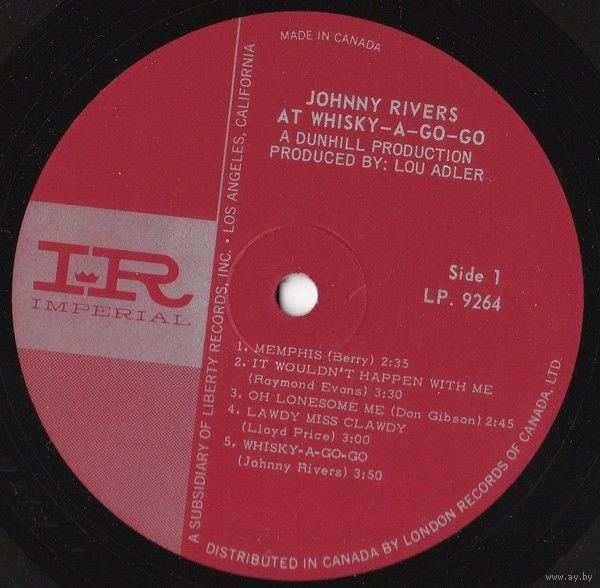 MADE IN CANADA
JOHNNY RIVERS
AT WHISKY-A-GO-GO
A DUNHILL PRODUCTION
PRODUCED BY: LOU ADLER
IR
IMPERIAL
Side 1
LP. 9264
1. MEMPHIS (Berry) 2:35
2. IT WOULDN'T HAPPEN WITH ME
(Raymond Evans) 3:30
3. OH LONESOME ME (Don Gibson) 2:45
4. LAWDY MISS CLAWDY
(Lloyd Price) 3:00
5. WHISKY-A-GO-GO
(Johnny Rivers) 3:50
A SUBSIDIARY OF LIBERTY RECORDS, INC. • LOS ANGELES, CALIFORNIA
DISTRIBUTED IN CANADA BY LONDON RECORDS OF CANADA, LTD.
www.ay.by